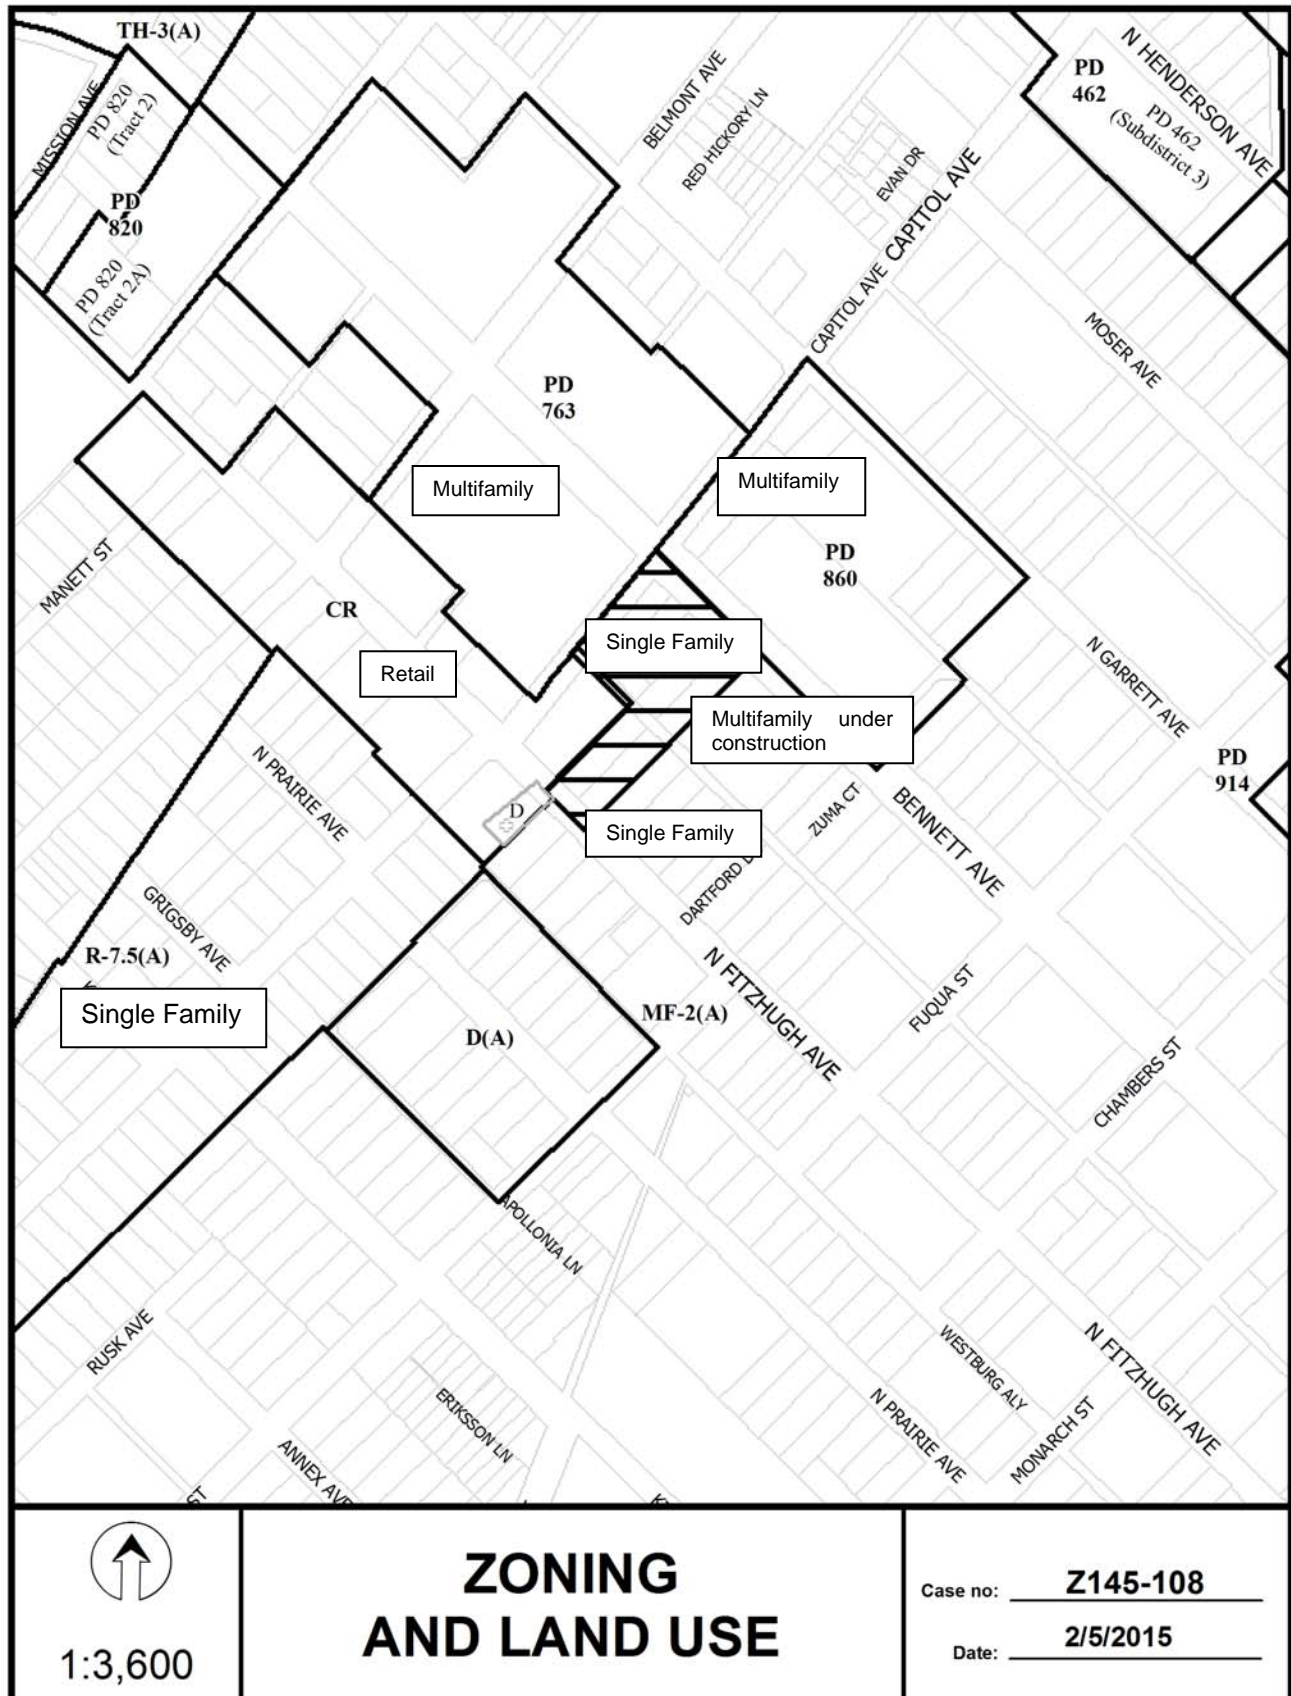 TH-3(A)
MISSION AVE
PD 820
(Tract 2)
PD
820
PD 820
(Tract 2A)
BELMONT AVE
RED HICKORY LN
EVAN DR
CAPITOL AVE
CAPITOL AVE
PD
462
PD 462
(Subdistrict 3)
N HENDERSON AVE
MOSER AVE
PD
763
Multifamily
Multifamily
PD
860
MANETT ST
CR
Retail
Single Family
Multifamily under
construction
N GARRETT AVE
PD
914
N PRAIRIE AVE
D
Single Family
ZUMA CT
BENNETT AVE
DARTFORD
GRIGSBY AVE
R-7.5(A)
Single Family
D(A)
MF-2(A)
N FITZHUGH AVE
FUQUA ST
CHAMBERS ST
APOLLONIA LN
RUSK AVE
ERIKSSON LN
ANNEX AVE
ST
WESTBURG ALY
N FITZHUGH AVE
N PRAIRIE AVE
MONARCH ST
1:3,600
ZONING
AND LAND USE
Case no: Z145-108
Date: 2/5/2015